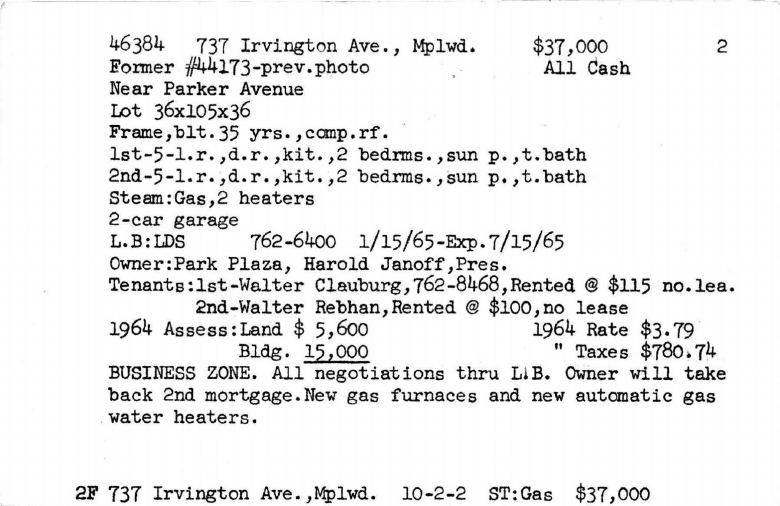 46384 737 Irvington Ave., Mplwd. $37,000 2
Former #44173-prev.photo All Cash
Near Parker Avenue
Lot 36x105x36
Frame,blt.35 yrs.,comp.rf.
1st-5-l.r.,d.r.,kit.,2 bedrms.,sun p.,t.bath
2nd-5-l.r.,d.r.,kit.,2 bedrms.,sun p.,t.bath
Steam:Gas,2 heaters
2-car garage
L.B:LDS 762-6400 1/15/65-Exp.7/15/65
Owner:Park Plaza, Harold Janoff,Pres.
Tenants:1st-Walter Clauburg,762-8468,Rented @ $115 no.lea.
2nd-Walter Rebhan,Rented @ $100,no lease
1964 Assess:Land $ 5,600 1964 Rate $3.79
Bldg. 15,000 " Taxes $780.74
BUSINESS ZONE. All negotiations thru L.B. Owner will take
back 2nd mortgage.New gas furnaces and new automatic gas
water heaters.
2F 737 Irvington Ave.,Mplwd. 10-2-2 ST:Gas $37,000